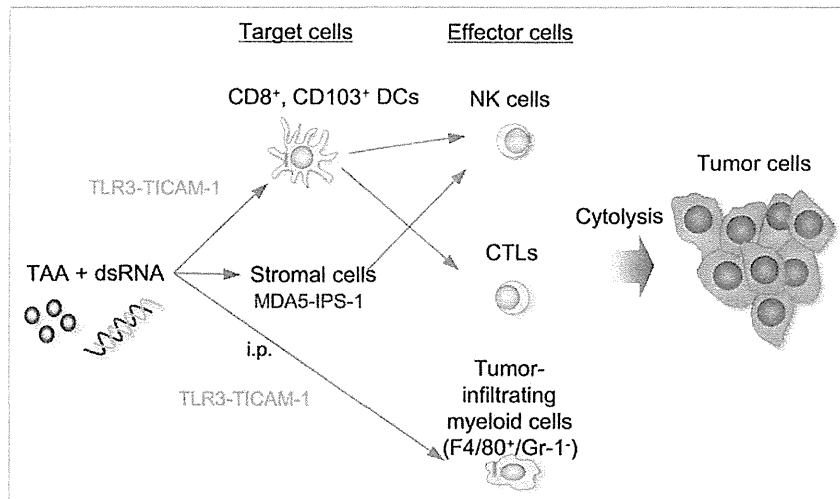 Target cells
Effector cells
CD8+, CD103+ DCs
NK cells
TLR3-TICAM-1
Tumor cells
Cytolysis
CTLs
TAA + dsRNA
Stromal cells
MDA5-IPS-1
i.p.
TLR3-TICAM-1
Tumor-
infiltrating
myeloid cells
(F4/80+/Gr-1-)